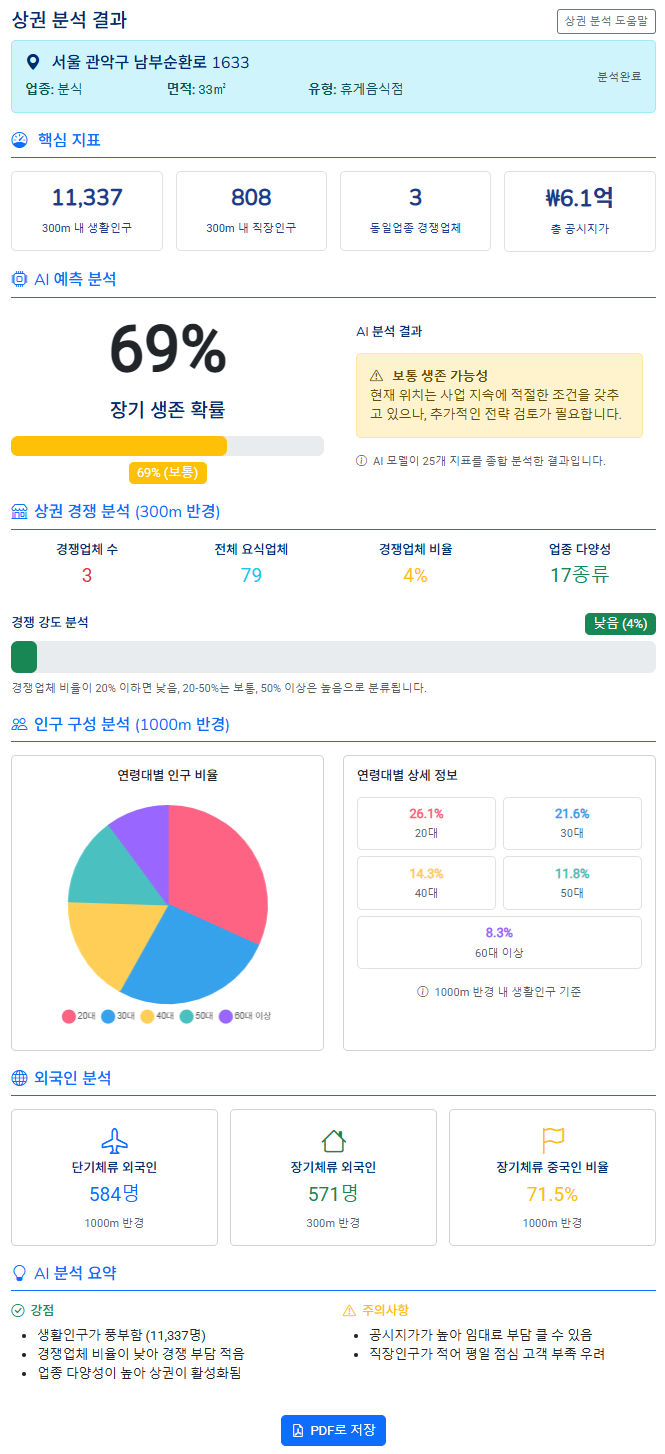 상권 분석 결과
상권 분석 도움말
서울 관악구 남부순환로 1633
업종: 분식 면적: 33㎡ 유형: 휴게음식점
분석완료
핵심 지표
11,337
300m 내 생활인구
808
300m 내 직장인구
3
동일업종 경쟁업체
₩6.1억
총 공시지가
AI 예측 분석
69%
장기 생존 확률
69% (보통)
AI 분석 결과
보통 생존 가능성
현재 위치는 사업 지속에 적절한 조건을 갖추
고 있으나, 추가적인 전략 검토가 필요합니다.
AI 모델이 25개 지표를 종합 분석한 결과입니다.
상권 경쟁 분석 (300m 반경)
경쟁업체 수
3
전체 요식업체
79
경쟁업체 비율
4%
업종 다양성
17종류
경쟁 강도 분석
낮음 (4%)
경쟁업체 비율이 20% 이하면 낮음, 20-50%는 보통, 50% 이상은 높음으로 분류됩니다.
인구 구성 분석 (1000m 반경)
연령대별 인구 비율
20대 30대 40대 50대 60대 이상
연령대별 상세 정보
26.1%
20대
21.6%
30대
14.3%
40대
11.8%
50대
8.3%
60대 이상
1000m 반경 내 생활인구 기준
외국인 분석
단기체류 외국인
584명
1000m 반경
장기체류 외국인
571명
300m 반경
장기체류 중국인 비율
71.5%
1000m 반경
AI 분석 요약
강점
• 생활인구가 풍부함 (11,337명)
• 경쟁업체 비율이 낮아 경쟁 부담 적음
• 업종 다양성이 높아 상권이 활성화됨
주의사항
• 공시지가가 높아 임대료 부담 클 수 있음
• 직장인구가 적어 평일 점심 고객 부족 우려
PDF로 저장